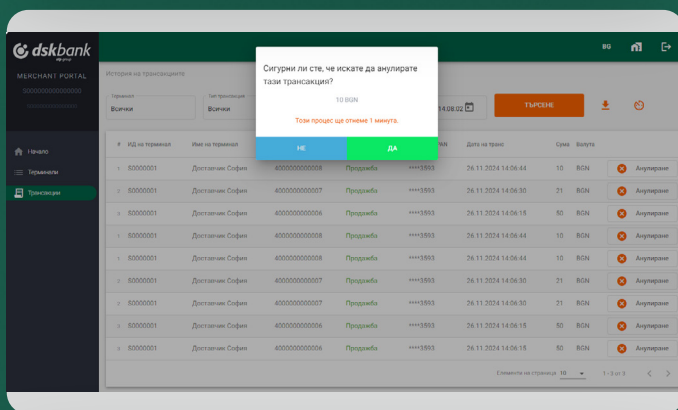 dskbank
MERCHANT PORTAL
BG
История на транзакциите
Терминал
Всички
Тип транзакция
Всички
14:08:02
ТЪРСЕНЕ
Сигурни ли сте, че искате да анулирате
тази трансакция?
10 BGN
Този процес ще отнеме 1 минута.
НЕ ДА
Начало
Терминали
Трансакции
# ИД на терминал Име на терминал PAN Дата на транс Сума Валута
S0000001 Доставчик София 4000000000008 Продажба ****3593 26.11.2024 14:06:44 10 BGN Анулиране
S0000001 Доставчик София 4000000000007 Продажба ****3593 26.11.2024 14:06:30 21 BGN Анулиране
S0000001 Доставчик София 4000000000006 Продажба ****3593 26.11.2024 14:06:15 50 BGN Анулиране
S0000001 Доставчик София 4000000000008 Продажба ****3593 26.11.2024 14:06:44 10 BGN Анулиране
S0000001 Доставчик София 4000000000008 Продажба ****3593 26.11.2024 14:06:44 10 BGN Анулиране
S0000001 Доставчик София 4000000000007 Продажба ****3593 26.11.2024 14:06:30 21 BGN Анулиране
S0000001 Доставчик София 4000000000007 Продажба ****3593 26.11.2024 14:06:30 21 BGN Анулиране
S0000001 Доставчик София 4000000000006 Продажба ****3593 26.11.2024 14:06:15 50 BGN Анулиране
S0000001 Доставчик София 4000000000006 Продажба ****3593 26.11.2024 14:06:15 50 BGN Анулиране
Елементи на страница 10 1 - 3 от 3